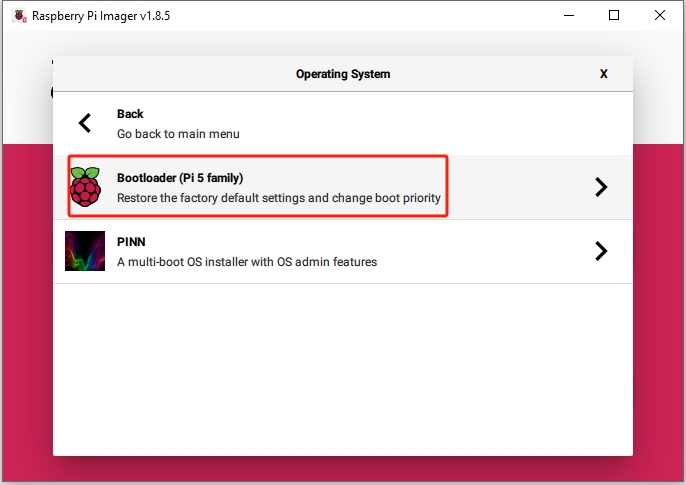 Raspberry Pi Imager v1.8.5
Operating System
X
Back
Go back to main menu
Bootloader (Pi 5 family)
Restore the factory default settings and change boot priority
PINN
A multi-boot OS installer with OS admin features